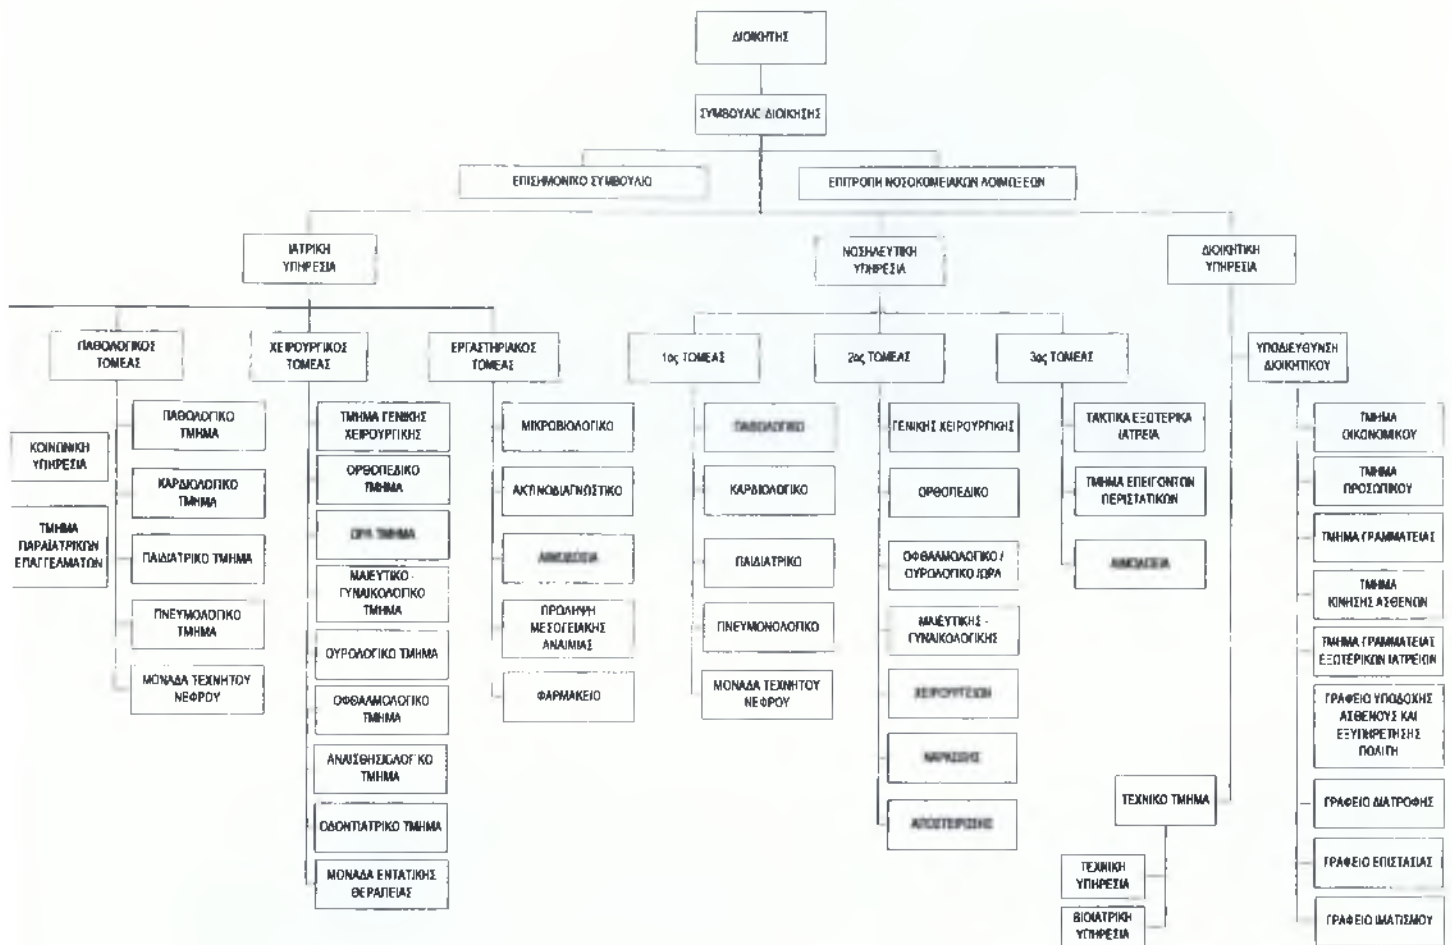 ΔΙΟΙΚΗΤΗΣ
ΣΥΜΒΟΥΛΙΟ ΔΙΟΙΚΗΣΗΣ
ΕΠΙΣΗΜΟΝΙΚΟ ΣΥΜΒΟΥΛΙΟ
ΕΠΙΤΡΟΠΗ ΝΟΣΟΚΟΜΕΙΑΚΩΝ ΛΟΙΜΩΞΕΩΝ
ΙΑΤΡΙΚΗ
ΥΠΗΡΕΣΙΑ
ΝΟΣΗΛΕΥΤΙΚΗ
ΥΠΗΡΕΣΙΑ
ΔΙΟΙΚΗΤΙΚΗ
ΥΠΗΡΕΣΙΑ
ΠΑΘΟΛΟΓΙΚΟΣ
ΤΟΜΕΑΣ
ΧΕΙΡΟΥΡΓΙΚΟΣ
ΤΟΜΕΑΣ
ΕΡΓΑΣΤΗΡΙΑΚΟΣ
ΤΟΜΕΑΣ
1ος ΤΟΜΕΑΣ
2ος ΤΟΜΕΑΣ
3ος ΤΟΜΕΑΣ
ΥΠΟΔΙΕΥΘΥΝΣΗ
ΔΙΟΙΚΗΤΙΚΟΥ
ΚΟΙΝΩΝΙΚΗ
ΥΠΗΡΕΣΙΑ
ΤΜΗΜΑ
ΠΑΡΑΪΑΤΡΙΚΩΝ
ΕΠΑΓΓΕΛΜΑΤΩΝ
ΠΑΘΟΛΟΓΙΚΟ
ΤΜΗΜΑ
ΚΑΡΔΙΟΛΟΓΙΚΟ
ΤΜΗΜΑ
ΠΑΙΔΙΑΤΡΙΚΟ ΤΜΗΜΑ
ΠΝΕΥΜΟΛΟΓΙΚΟ
ΤΜΗΜΑ
ΜΟΝΑΔΑ ΤΕΧΝΗΤΟΥ
ΝΕΦΡΟΥ
ΤΜΗΜΑ ΓΕΝΙΚΗΣ
ΧΕΙΡΟΥΡΓΙΚΗΣ
ΟΡΘΟΠΕΔΙΚΟ
ΤΜΗΜΑ
ΩΡΛ ΤΜΗΜΑ
ΜΑΙΕΥΤΙΚΟ -
ΓΥΝΑΙΚΟΛΟΓΙΚΟ
ΤΜΗΜΑ
ΟΥΡΟΛΟΓΙΚΟ ΤΜΗΜΑ
ΟΦΘΑΛΜΟΛΟΓΙΚΟ
ΤΜΗΜΑ
ΑΝΑΙΣΘΗΣΙΟΛΟΓΙΚΟ
ΤΜΗΜΑ
ΟΔΟΝΤΙΑΤΡΙΚΟ ΤΜΗΜΑ
ΜΟΝΑΔΑ ΕΝΤΑΤΙΚΗΣ
ΘΕΡΑΠΕΙΑΣ
ΜΙΚΡΟΒΙΟΛΟΓΙΚΟ
ΑΚΤΙΝΟΔΙΑΓΝΩΣΤΙΚΟ
ΑΙΜΟΔΟΣΙΑ
ΠΡΟΛΗΨΗ
ΜΕΣΟΓΕΙΑΚΗΣ
ΑΝΑΙΜΙΑΣ
ΦΑΡΜΑΚΕΙΟ
ΠΑΘΟΛΟΓΙΚΟ
ΚΑΡΔΙΟΛΟΓΙΚΟ
ΠΑΙΔΙΑΤΡΙΚΟ
ΠΝΕΥΜΟΝΟΛΟΓΙΚΟ
ΜΟΝΑΔΑ ΤΕΧΝΗΤΟΥ
ΝΕΦΡΟΥ
ΓΕΝΙΚΗΣ ΧΕΙΡΟΥΡΓΙΚΗΣ
ΟΡΘΟΠΕΔΙΚΟ
ΟΦΘΑΛΜΟΛΟΓΙΚΟ /
ΟΥΡΟΛΟΓΙΚΟ /ΩΡΛ
ΜΑΙΕΥΤΙΚΗΣ -
ΓΥΝΑΙΚΟΛΟΓΙΚΗΣ
ΧΕΙΡΟΥΡΓΕΙΩΝ
ΝΑΡΚΩΣΗΣ
ΑΠΟΣΤΕΙΡΩΣΗΣ
ΤΑΚΤΙΚΑ ΕΞΩΤΕΡΙΚΑ
ΙΑΤΡΕΙΑ
ΤΜΗΜΑ ΕΠΕΙΓΟΝΤΩΝ
ΠΕΡΙΣΤΑΤΙΚΩΝ
ΤΕΧΝΙΚΟ ΤΜΗΜΑ
ΤΕΧΝΙΚΗ
ΥΠΗΡΕΣΙΑ
ΒΙΟΙΑΤΡΙΚΗ
ΥΠΗΡΕΣΙΑ
ΤΜΗΜΑ
ΟΙΚΟΝΟΜΙΚΟΥ
ΤΜΗΜΑ
ΠΡΟΣΩΠΙΚΟΥ
ΤΜΗΜΑ ΓΡΑΜΜΑΤΕΙΑΣ
ΤΜΗΜΑ
ΚΙΝΗΣΗΣ ΑΣΘΕΝΩΝ
ΤΜΗΜΑ ΓΡΑΜΜΑΤΕΙΑΣ
ΕΞΩΤΕΡΙΚΩΝ ΙΑΤΡΕΙΩΝ
ΓΡΑΦΕΙΟ ΥΠΟΔΟΧΗΣ
ΑΣΘΕΝΟΥΣ ΚΑΙ
ΕΞΥΠΗΡΕΤΗΣΗΣ
ΠΟΛΙΤΗ
ΓΡΑΦΕΙΟ ΔΙΑΤΡΟΦΗΣ
ΓΡΑΦΕΙΟ ΕΠΙΣΤΑΣΙΑΣ
ΓΡΑΦΕΙΟ ΙΜΑΤΙΣΜΟΥ